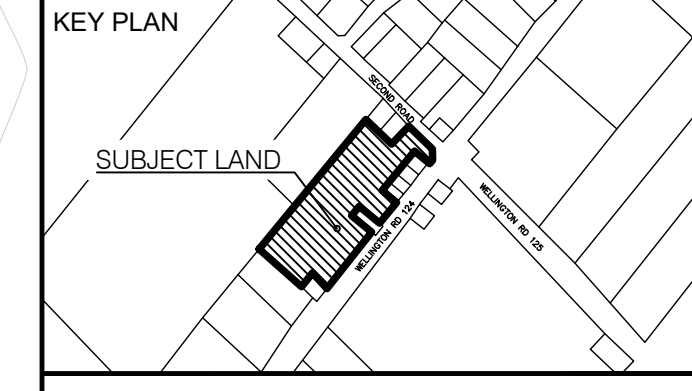 KEY PLAN
SECOND ROAD
SUBJECT LAND
WELLINGTON RD 124
WELLINGTON RD 125